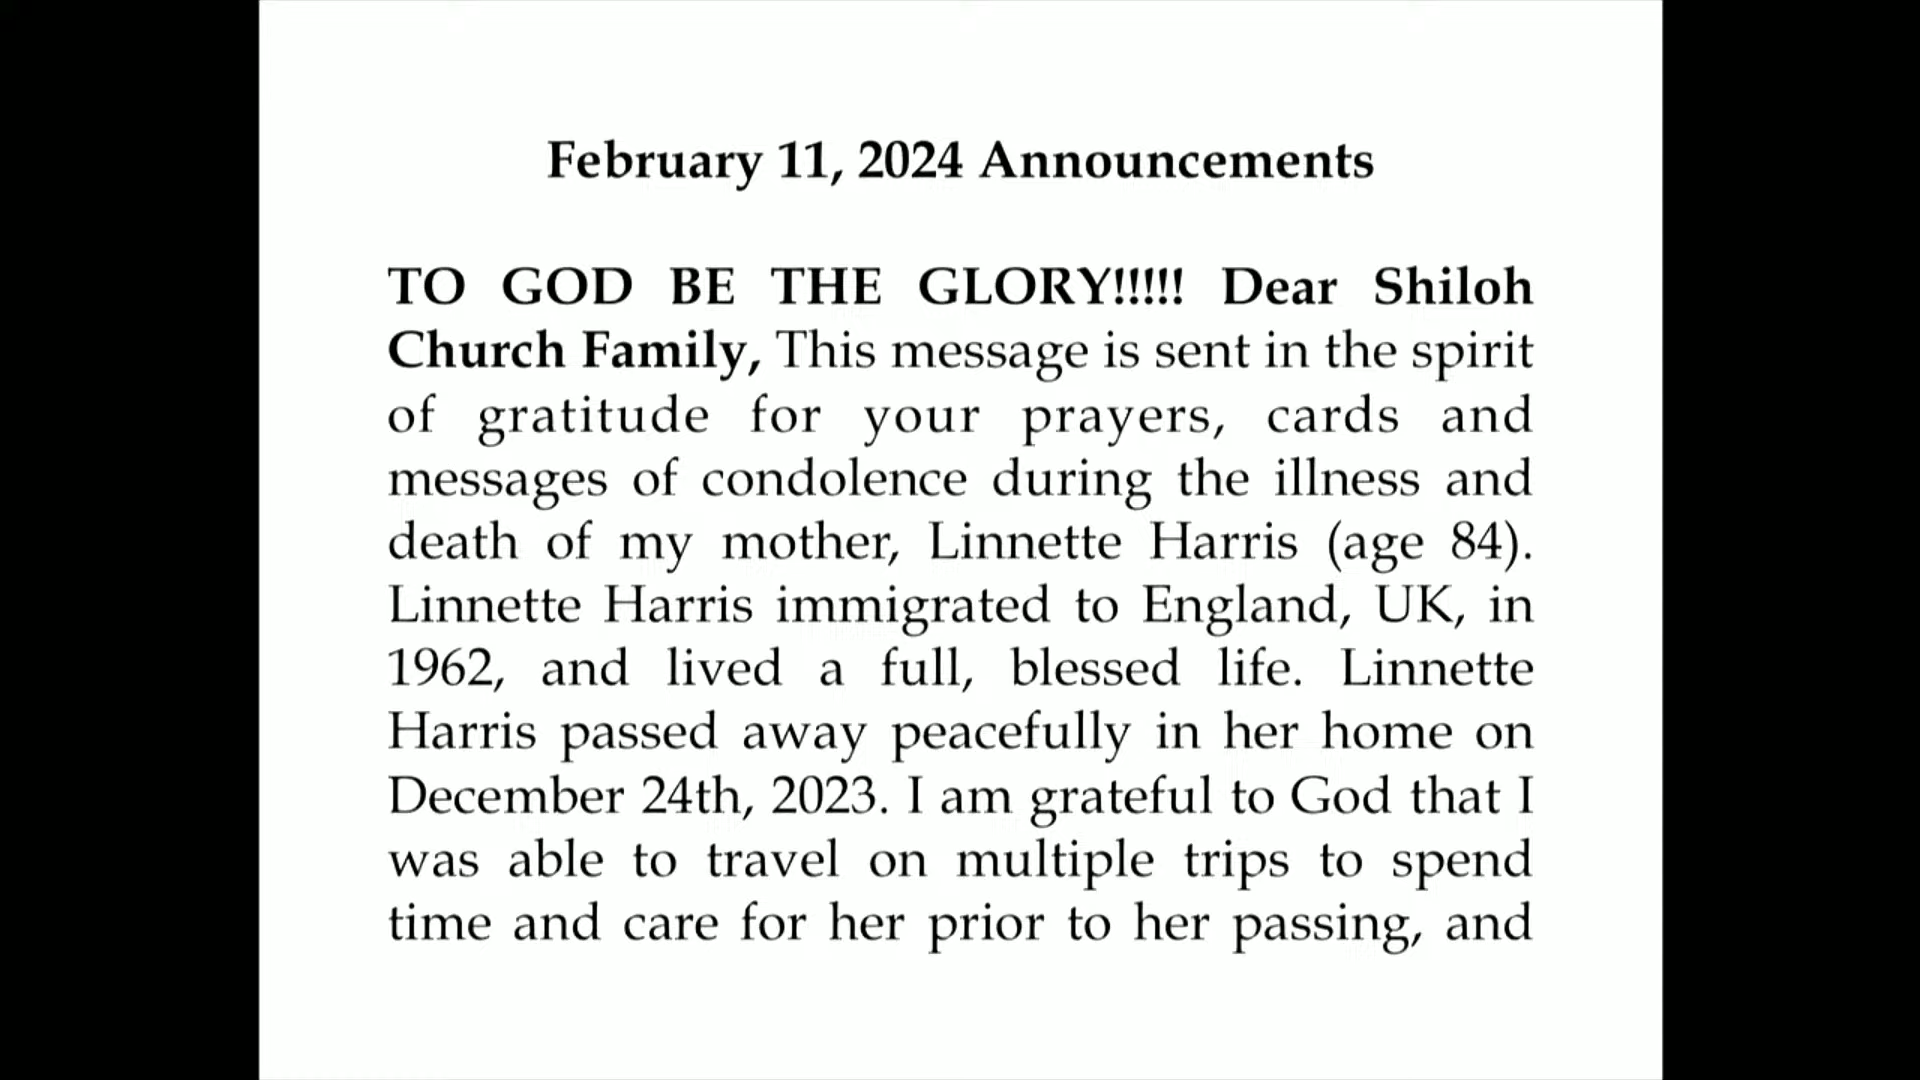 February 11, 2024 Announcements
TO GOD BE THE GLORY!!!!! Dear Shiloh
Church Family, This message is sent in the spirit
of gratitude for your prayers, cards and
messages of condolence during the illness and
death of my mother, Linnette Harris (age 84).
Linnette Harris immigrated to England, UK, in
1962, and lived a full, blessed life. Linnette
Harris passed away peacefully in her home on
December 24th, 2023. I am grateful to God that I
was able to travel on multiple trips to spend
time and care for her prior to her passing, and